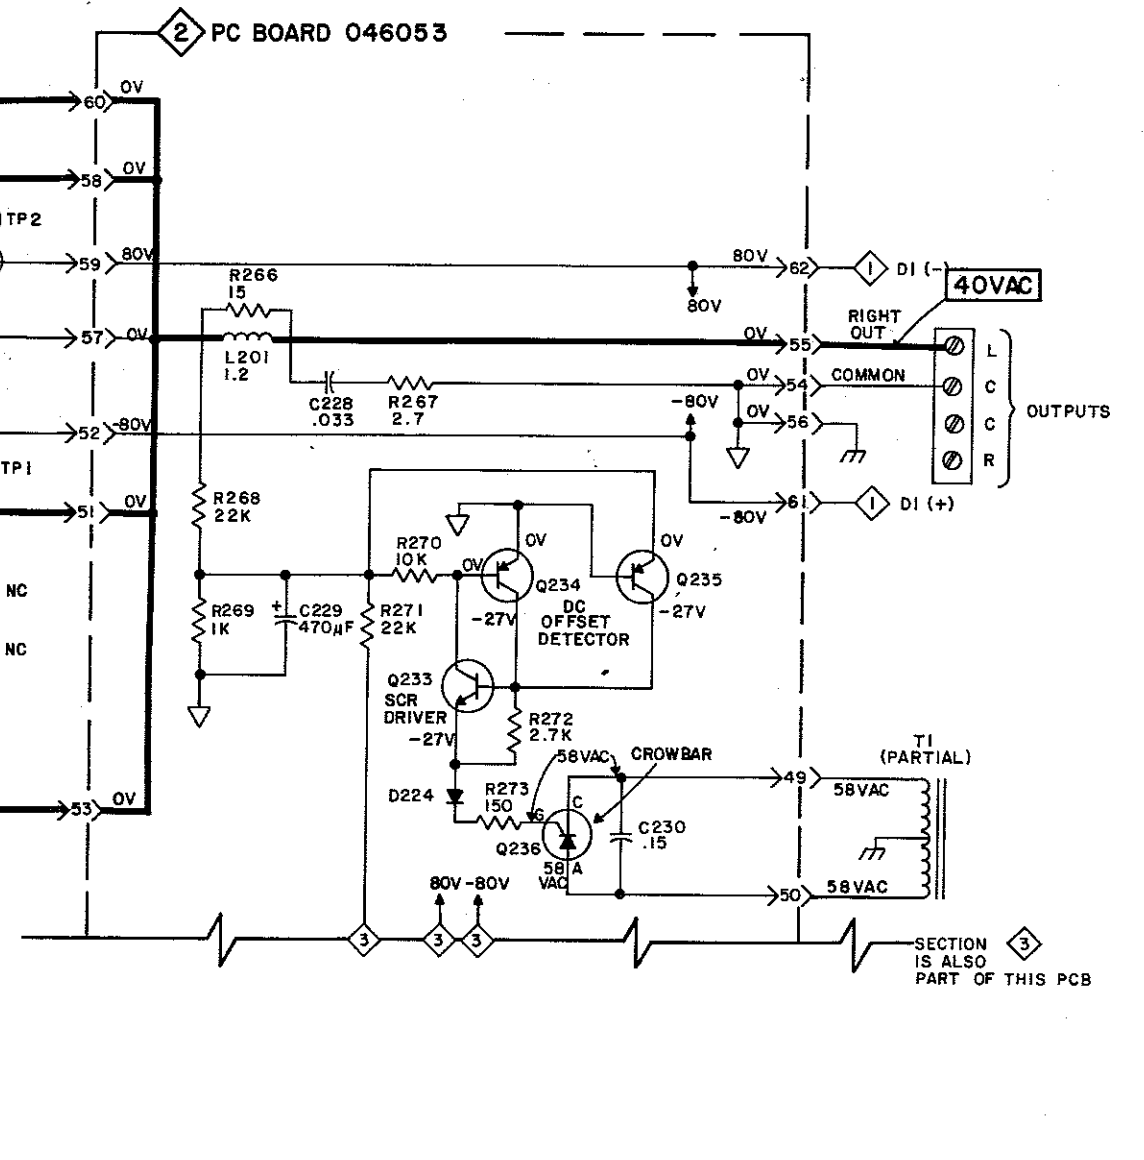 2 PC BOARD 046053
0V
60
0V
58
TP2
80V
59
R266
15
80V
62
1
D1 (-)
80V
40VAC
RIGHT
OUT
57
0V
0V
55
L
L201
1.2
0V
54
COMMON
C
C228
.033
R267
2.7
-80V
0V
56
C
OUTPUTS
52
-80V
R
TP1
R268
22K
61
1
D1 (+)
-80V
51
0V
R270
10K
0V
0V
0V
Q234
Q235
NC
R269
1K
+
C229
470µF
R271
22K
-27V
DC
OFFSET
DETECTOR
-27V
NC
Q233
SCR
DRIVER
-27V
R272
2.7K
58VAC
CROWBAR
T1
(PARTIAL)
49
58VAC
D224
R273
150
C
G
53
0V
Q236
C230
.15
58
VAC
A
80V
-80V
50
58VAC
3
3
3
SECTION 3
IS ALSO
PART OF THIS PCB